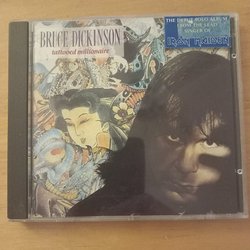 BRUCE DICKINSON
tattooed millionaire
THE DEBUT SOLO ALBUM
FROM THE LEAD
SINGER OF
IRON MAIDEN